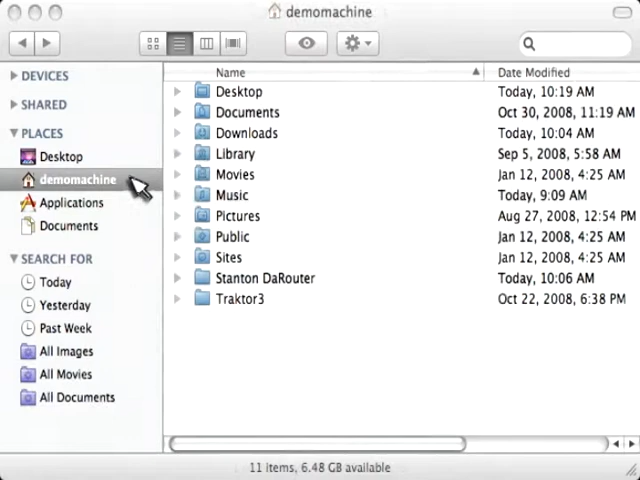 demomachine
Name Date Modified
DEVICES
SHARED
PLACES
Desktop
demomachine
Applications
Documents
SEARCH FOR
Today
Yesterday
Past Week
All Images
All Movies
All Documents
Desktop Today, 10:19 AM
Documents Oct 30, 2008, 11:19 AM
Downloads Today, 10:04 AM
Library Sep 5, 2008, 5:58 AM
Movies Jan 12, 2008, 4:25 AM
Music Today, 9:09 AM
Pictures Aug 27, 2008, 12:54 PM
Public Jan 12, 2008, 4:25 AM
Sites Jan 12, 2008, 4:25 AM
Stanton DaRouter Today, 10:06 AM
Traktor3 Oct 22, 2008, 6:38 PM
11 items, 6.48 GB available